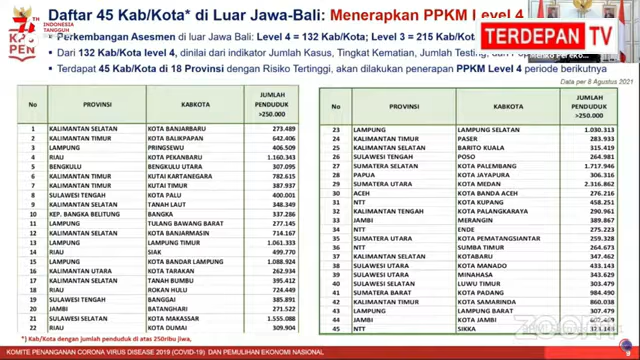 Daftar 45 Kab/Kota* di Luar Jawa-Bali: Menerapkan PPKM Level 4
INDONESIA
TANGGUH
TERDEPAN TV
Perkembangan Asesmen di luar Jawa Bali: Level 4 = 132 Kab/Kota; Level 3 = 215 Kab/Kota
Dari 132 Kab/Kota level 4, dinilai dari indikator Jumlah Kasus, Tingkat Kematian, Jumlah Testing, dan
Terdapat 45 Kab/Kota di 18 Provinsi dengan Risiko Tertinggi, akan dilakukan penerapan PPKM Level 4 periode berikutnya
Data per 8 Agustus 2021
No PROVINSI KABKOTA JUMLAH PENDUDUK >250.000
1 KALIMANTAN SELATAN KOTA BANJARBARU 273.489
2 KALIMANTAN TIMUR KOTA BALIKPAPAN 642.406
3 LAMPUNG PRINGSEWU 406.509
4 RIAU KOTA PEKANBARU 1.160.343
5 BENGKULU BENGKULU UTARA 307.095
6 KALIMANTAN TIMUR KUTAI KARTANEGARA 782.615
7 KALIMANTAN TIMUR KUTAI TIMUR 387.937
8 SULAWESI TENGAH KOTA PALU 400.001
9 KALIMANTAN SELATAN TANAH LAUT 348.349
10 KEP. BANGKA BELITUNG BANGKA 337.286
11 LAMPUNG TULANG BAWANG BARAT 277.145
12 KALIMANTAN SELATAN KOTA BANJARMASIN 714.167
13 LAMPUNG LAMPUNG TIMUR 1.061.333
14 RIAU SIAK 499.770
15 LAMPUNG KOTA BANDAR LAMPUNG 1.088.924
16 KALIMANTAN UTARA KOTA TARAKAN 262.934
17 KALIMANTAN SELATAN TANAH BUMBU 395.412
18 RIAU ROKAN HULU 724.449
19 SULAWESI TENGAH BANGGAI 385.891
20 JAMBI BATANGHARI 271.527
21 SULAWESI SELATAN KOTA MAKASSAR 1.555.088
22 RIAU KOTA DUMAI 309.904
No PROVINSI KABKOTA JUMLAH PENDUDUK >250.000
23 LAMPUNG LAMPUNG SELATAN 1.030.313
24 KALIMANTAN TIMUR PASER 283.933
25 KALIMANTAN SELATAN BARITO KUALA 315.419
26 SULAWESI TENGAH POSO 264.981
27 SUMATERA SELATAN KOTA PALEMBANG 1.717.946
28 PAPUA KOTA JAYAPURA 306.316
29 SUMATERA UTARA KOTA MEDAN 2.316.862
30 ACEH KOTA BANDA ACEH 276.216
31 NTT KOTA KUPANG 458.251
32 KALIMANTAN TENGAH KOTA PALANGKARAYA 290.961
33 JAMBI MERANGIN 389.867
34 NTT ENDE 275.223
35 SUMATERA UTARA KOTA PEMATANGSIANTAR 259.328
36 NTT SUMBA TIMUR 264.673
37 KALIMANTAN SELATAN KOTABARU 347.462
38 SULAWESI UTARA KOTA MANADO 433.143
39 SULAWESI UTARA MINAHASA 343.629
40 SULAWESI SELATAN LUWU TIMUR 307.479
41 SUMATERA BARAT KOTA PADANG 984.490
42 KALIMANTAN TIMUR KOTA SAMARINDA 860.038
43 LAMPUNG LAMPUNG BARAT
44 JAMBI KOTA JAMBI
45 NTT SIKKA
zoom
*) Kota dengan jumlah penduduk di atas 250ribu jiwa,
KOMITE PENANGANAN CORONA VIRUS DISEASE 2019 (COVID-19) DAN PEMULIHAN EKONOMI NASIONAL